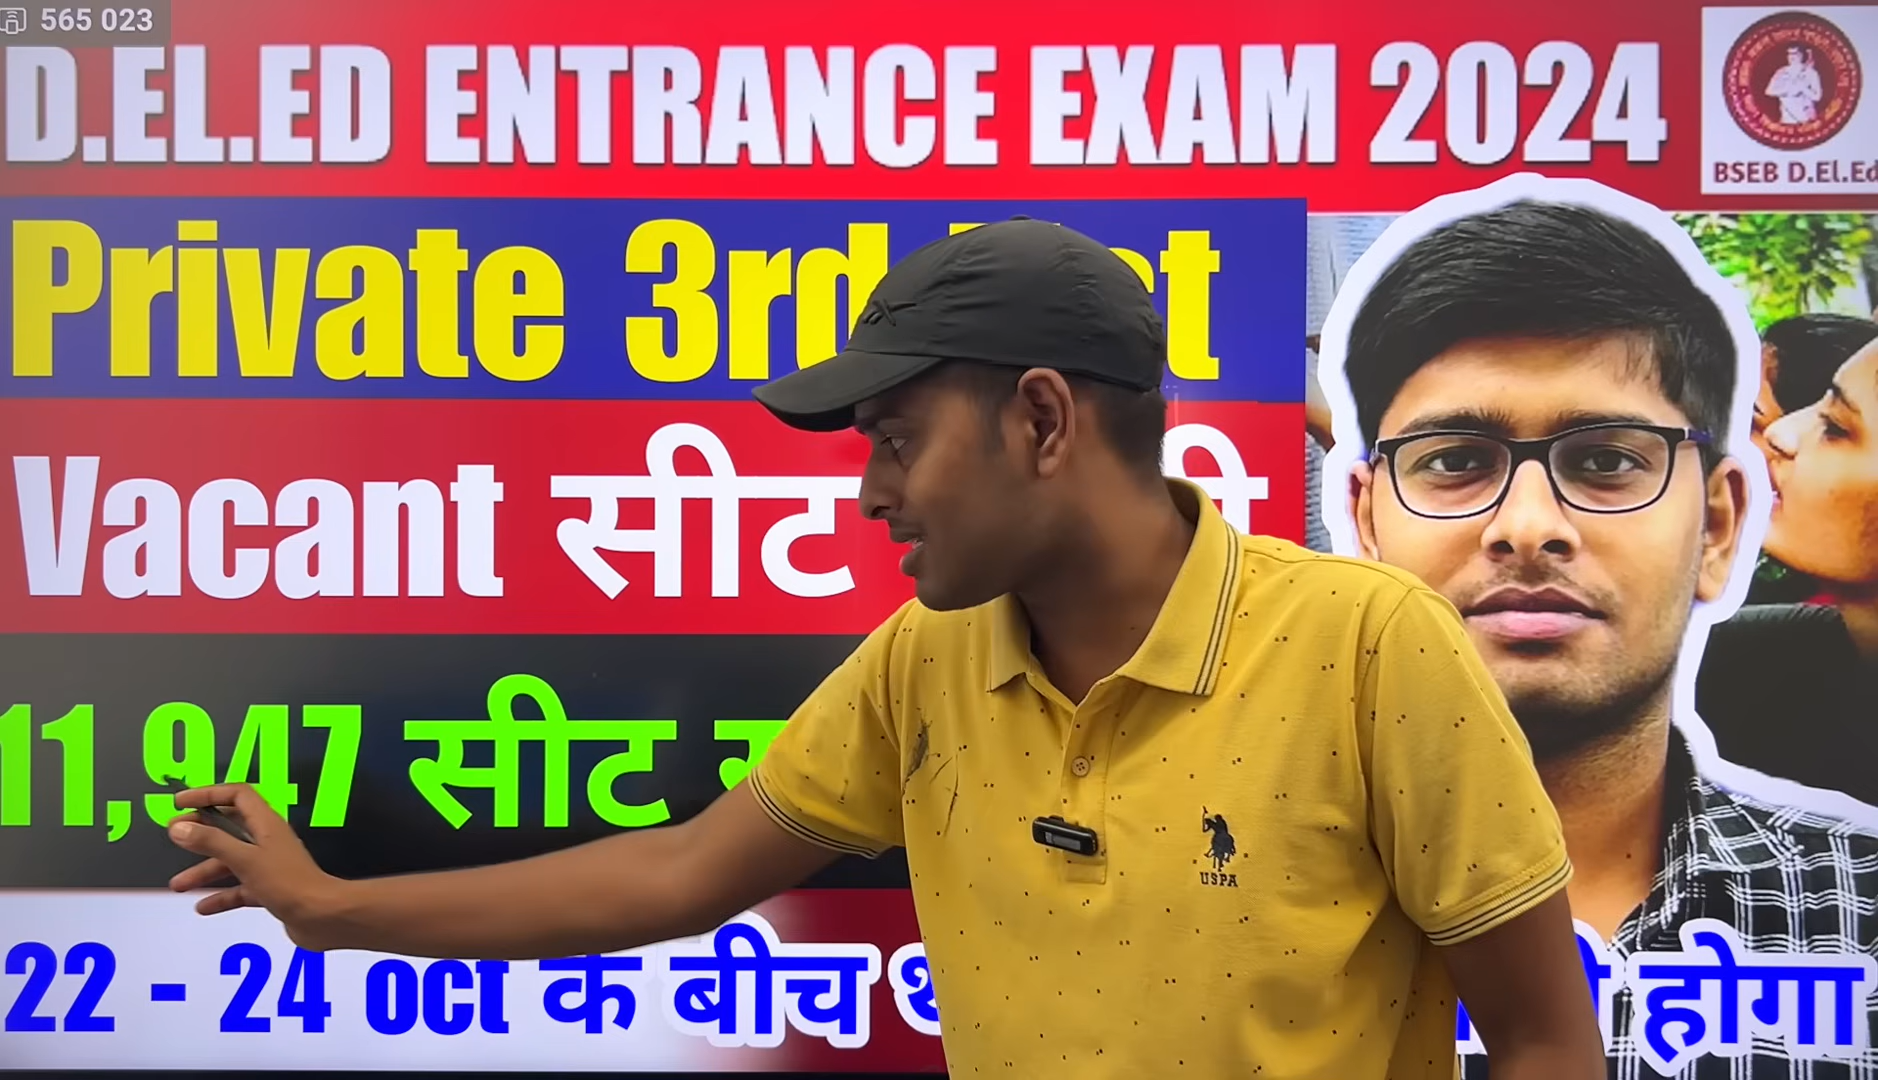 565 023
D.EL.ED ENTRANCE EXAM 2024
BSEB D.El.Ed
Private 3rd
Vacant सीट
11,947 सीट
22 - 24 oct के बीच
होगा
USPA